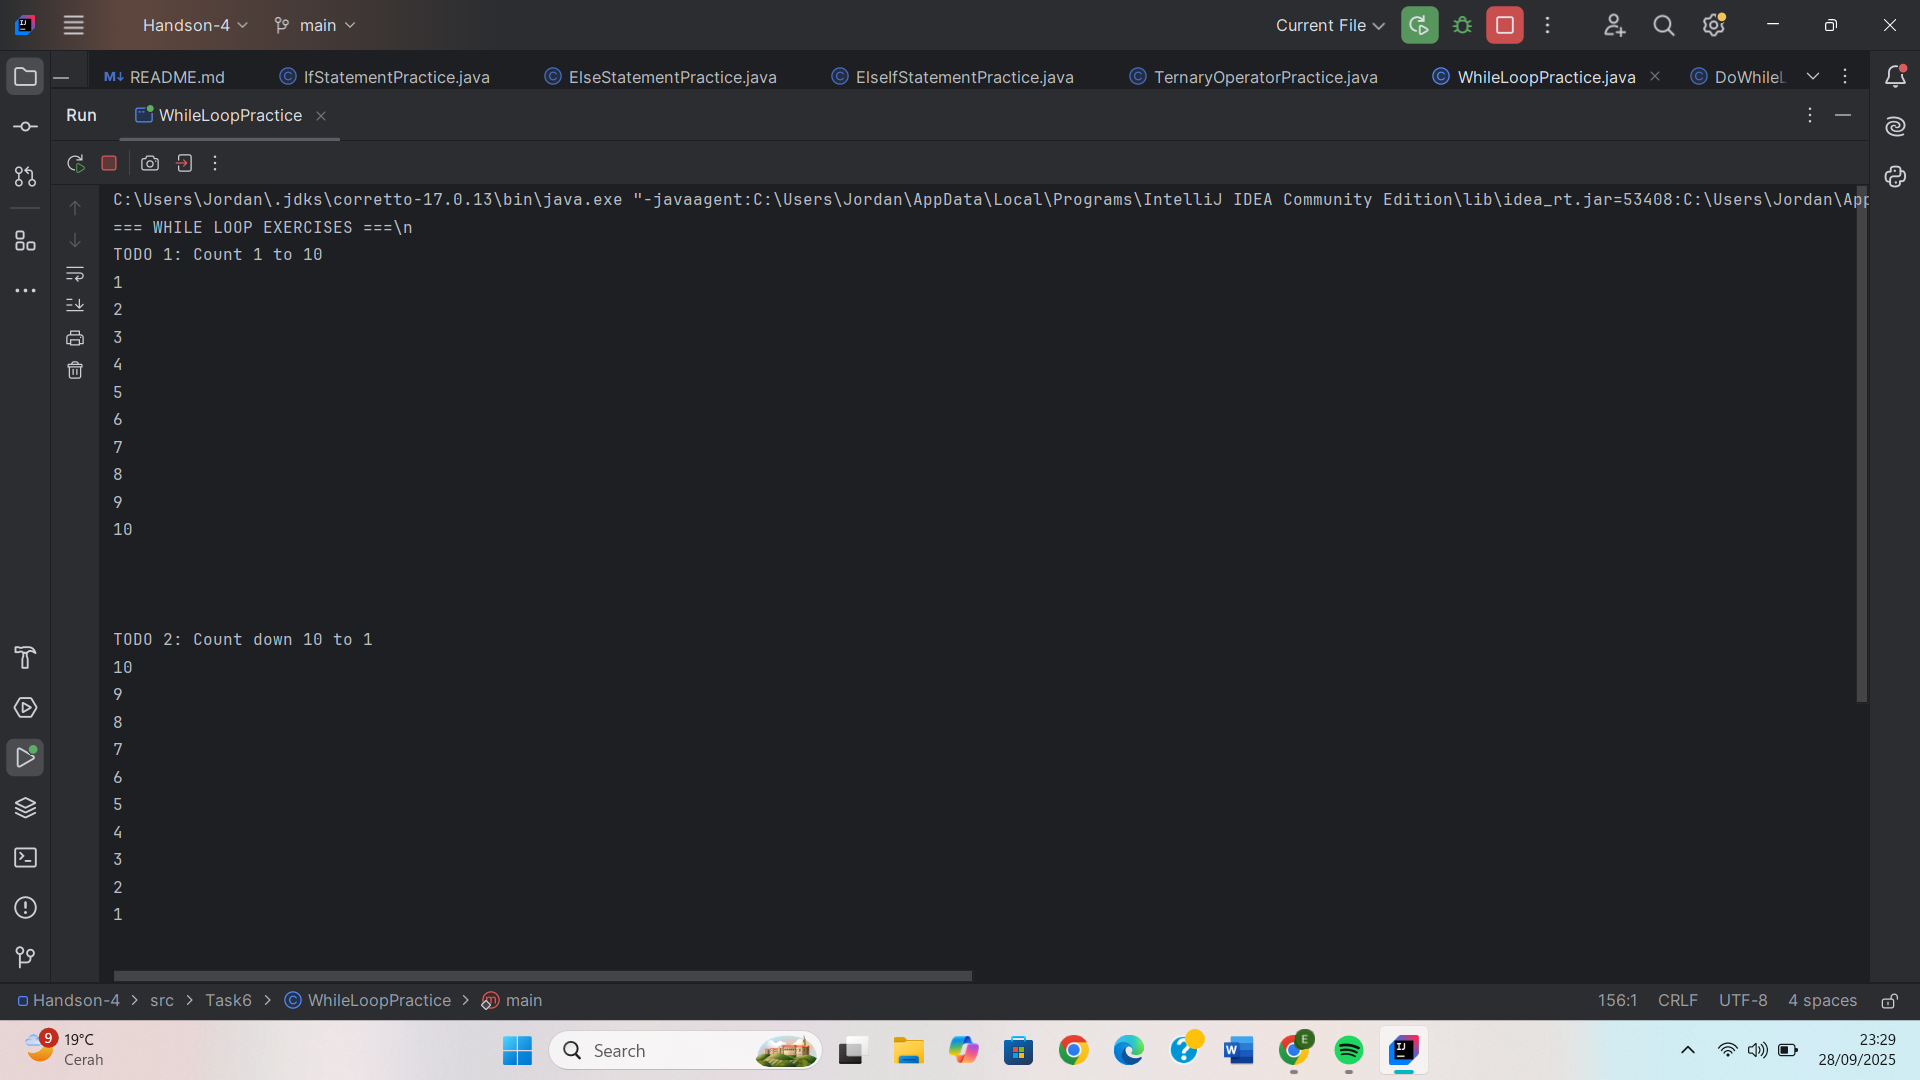 Handson-4 main Current File
README.md IfStatementPractice.java ElseStatementPractice.java ElseIfStatementPractice.java TernaryOperatorPractice.java WhileLoopPractice.java DoWhileL
Run WhileLoopPractice
C:\Users\Jordan\.jdks\corretto-17.0.13\bin\java.exe "-javaagent:C:\Users\Jordan\AppData\Local\Programs\IntelliJ IDEA Community Edition\lib\idea_rt.jar=53408:C:\Users\Jordan\App
=== WHILE LOOP EXERCISES ===\n
TODO 1: Count 1 to 10
1
2
3
4
5
6
7
8
9
10
TODO 2: Count down 10 to 1
10
9
8
7
6
5
4
3
2
1
Handson-4 > src > Task6 > WhileLoopPractice > main 156:1 CRLF UTF-8 4 spaces
9 19°C
Cerah
Search
E
23:29
28/09/2025